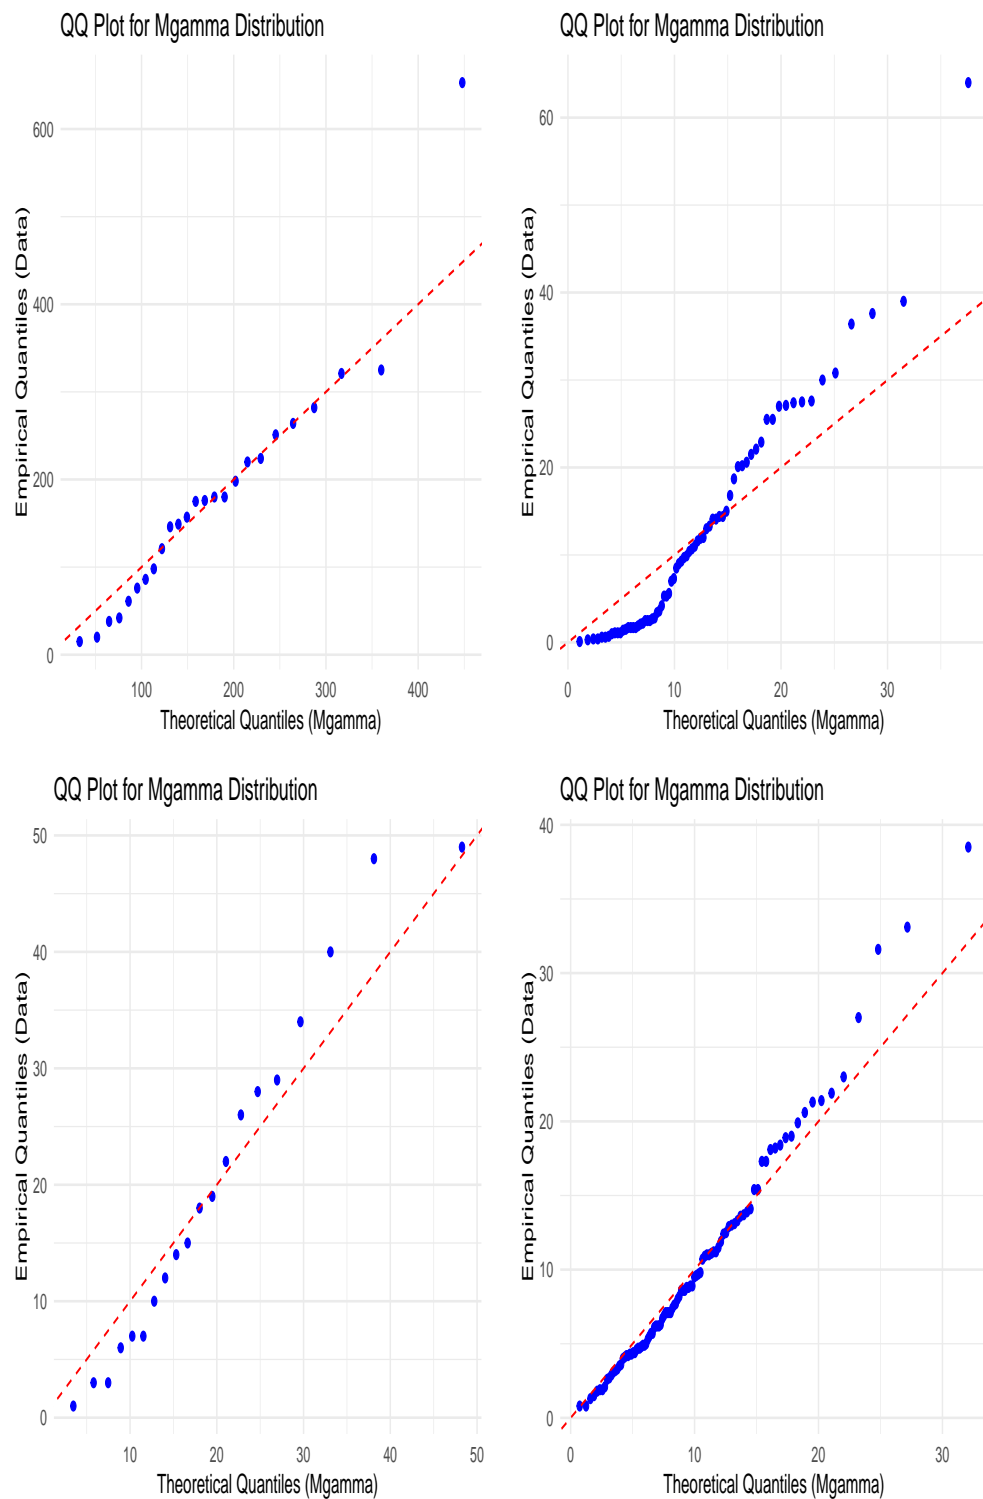 QQ Plot for Mgamma Distribution
Empirical Quantiles (Data)
600
400
200
0
100 200 300 400
Theoretical Quantiles (Mgamma)
QQ Plot for Mgamma Distribution
Empirical Quantiles (Data)
60
40
20
0
0 10 20 30
Theoretical Quantiles (Mgamma)
QQ Plot for Mgamma Distribution
Empirical Quantiles (Data)
50
40
30
20
10
0
10 20 30 40 50
Theoretical Quantiles (Mgamma)
QQ Plot for Mgamma Distribution
Empirical Quantiles (Data)
40
30
20
10
0
0 10 20 30
Theoretical Quantiles (Mgamma)